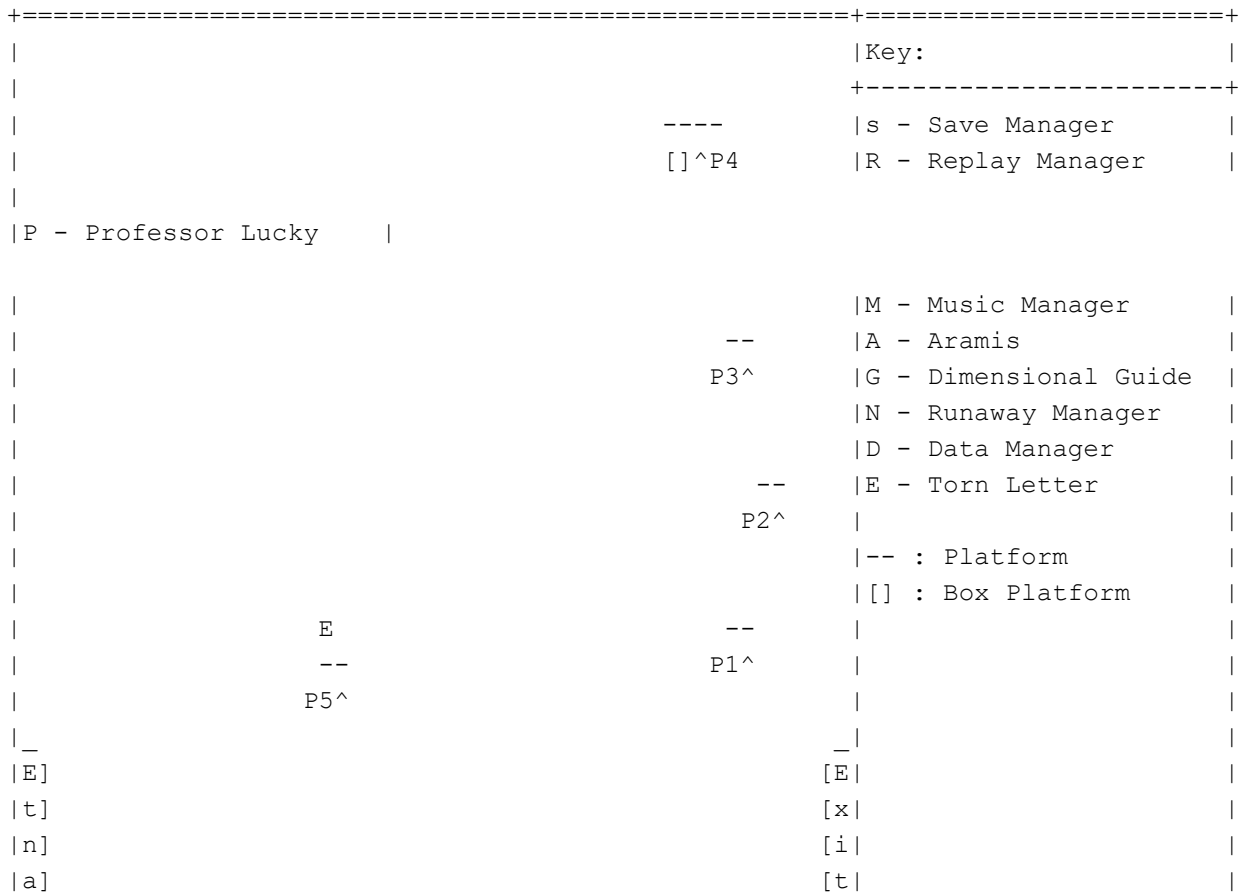 +=====================================================+=======================+
|                                                     |Key:                   |
|                                                     +-----------------------+
|                                         ----        |s - Save Manager       |
|                                         []^P4       |R - Replay Manager     |
|
|P - Professor Lucky    |
|                                                     |M - Music Manager      |
|                                             --      |A - Aramis             |
|                                            P3^      |G - Dimensional Guide  |
|                                                     |N - Runaway Manager    |
|                                                     |D - Data Manager       |
|                                               --    |E - Torn Letter        |
|                                              P2^    |                       |
|                                                     |-- : Platform          |
|                                                     |[] : Box Platform      |
|                   E                         --      |                       |
|                   --                       P1^      |                       |
|                  P5^                                |                       |
|_                                                   _|                       |
|E]                                                 [E|                       |
|t]                                                 [x|                       |
|n]                                                 [i|                       |
|a]                                                 [t|                       |